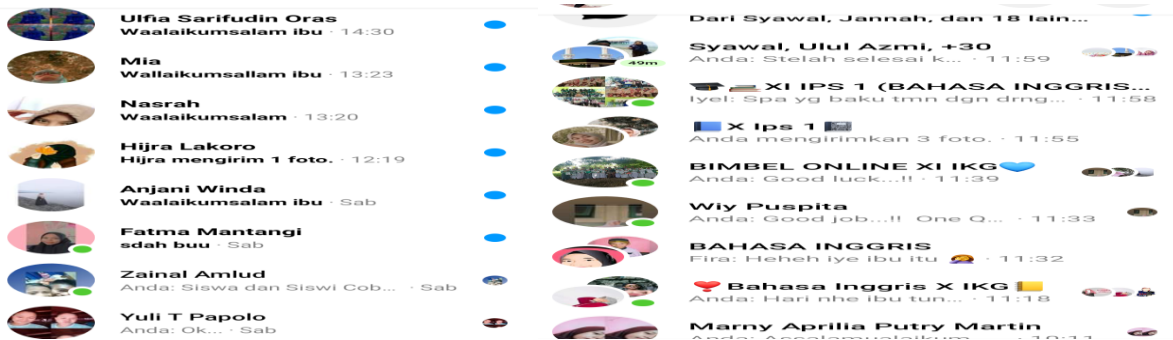 Ulfia Sarifudin Oras
Waalaikumsalam ibu · 14:30
Mia
Wallaikumsallam ibu · 13:23
Nasrah
Waalaikumsalam · 13:20
Hijra Lakoro
Hijra mengirim 1 foto. · 12:19
Anjani Winda
Waalaikumsalam ibu · Sab
Fatma Mantangi
sdah buu · Sab
Zainal Amlud
Anda: Siswa dan Siswi Cob... · Sab
Yuli T Papolo
Anda: Ok... · Sab
Dari Syawal, Jannah, dan 18 lain...
Syawal, Ulul Azmi, +30
Anda: Stelah selesai k... · 11:59
49m
🎓📖XI IPS 1 (BAHASA INGGRIS...
Iyel: Spa yg baku tmn dgn drng... · 11:58
📘X Ips 1
Anda mengirimkan 3 foto. · 11:55
BIMBEL ONLINE XI IKG💙
Anda: Good luck...!! · 11:39
Wiy Puspita
Anda: Good job...!! One Q... · 11:33
BAHASA INGGRIS
Fira: Heheh iye ibu itu 🤦‍♀️ · 11:32
❣️Bahasa Inggris X IKG📒
Anda: Hari nhe ibu tun... · 11:18
Marny Aprilia Putry Martin
Anda: Assalamualaikum... · 10:11